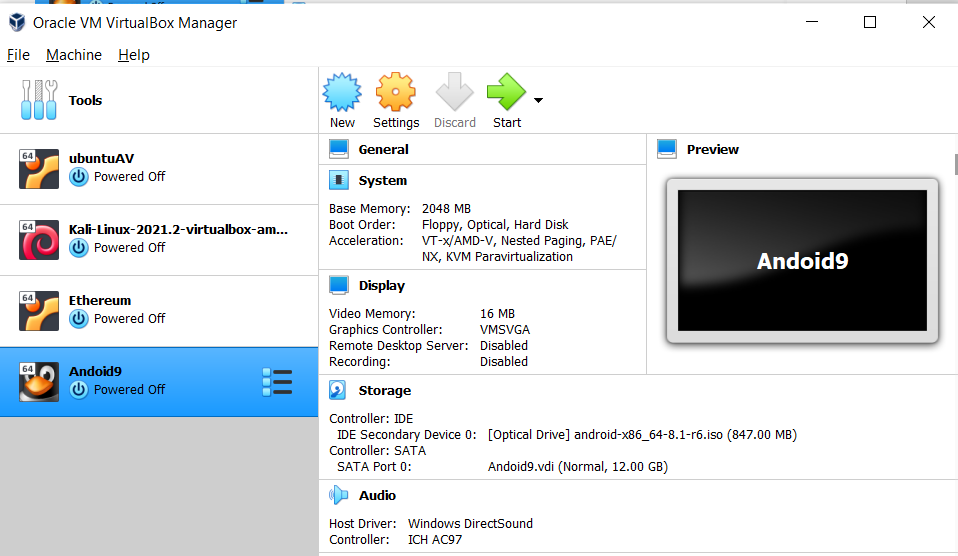 Oracle VM VirtualBox Manager
File Machine Help
Tools
New Settings Discard Start
64
ubuntuAV
Powered Off
64
Kali-Linux-2021.2-virtualbox-am...
Powered Off
64
Ethereum
Powered Off
64
Andoid9
Powered Off
General
System
Base Memory: 2048 MB
Boot Order: Floppy, Optical, Hard Disk
Acceleration: VT-x/AMD-V, Nested Paging, PAE/
NX, KVM Paravirtualization
Display
Video Memory: 16 MB
Graphics Controller: VMSVGA
Remote Desktop Server: Disabled
Recording: Disabled
Preview
Andoid9
Storage
Controller: IDE
IDE Secondary Device 0: [Optical Drive] android-x86_64-8.1-r6.iso (847.00 MB)
Controller: SATA
SATA Port 0: Andoid9.vdi (Normal, 12.00 GB)
Audio
Host Driver: Windows DirectSound
Controller: ICH AC97